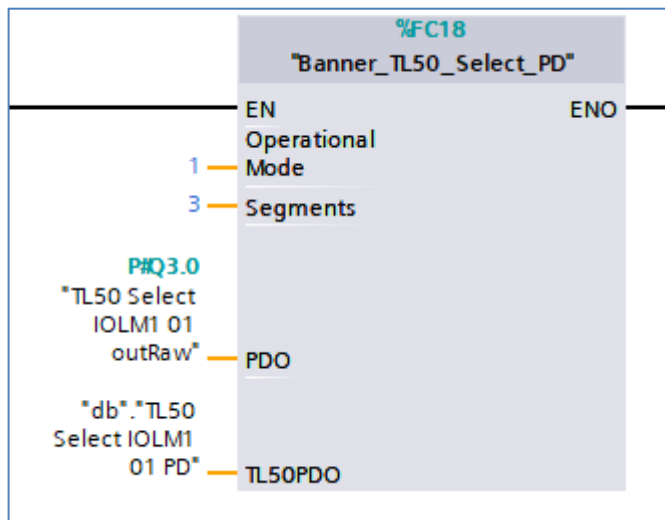 %FC18
"Banner_TL50_Select_PD"
EN ENO
Operational
1 Mode
3 Segments
P#Q3.0
"TL50 Select
IOLM1 01
outRaw" PDO
"db"."TL50
Select IOLM1
01 PD" TL50PDO